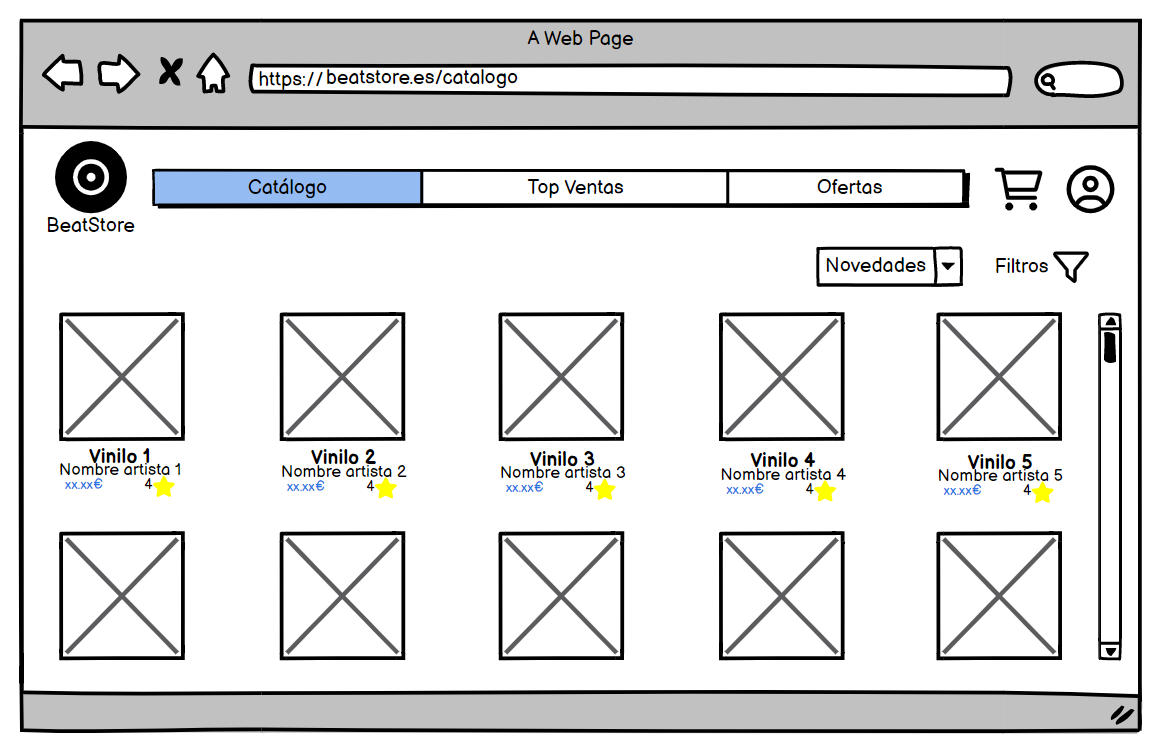 A Web Page
https:// beatstore.es/catalogo
BeatStore
Catálogo
Top Ventas
Ofertas
Novedades
Filtros
Vinilo 1
Nombre artista 1
xx.xx€ 4
Vinilo 2
Nombre artista 2
xx.xx€ 4
Vinilo 3
Nombre artista 3
xx.xx€ 4
Vinilo 4
Nombre artista 4
xx.xx€ 4
Vinilo 5
Nombre artista 5
xx.xx€ 4